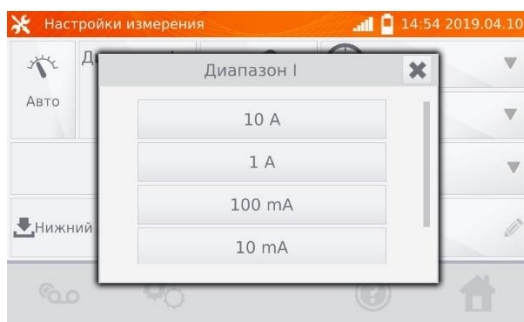 Настройки измерения
14:54 2019.04.10
Диапазон I
Авто
10 A
1 A
100 mA
Нижний
10 mA